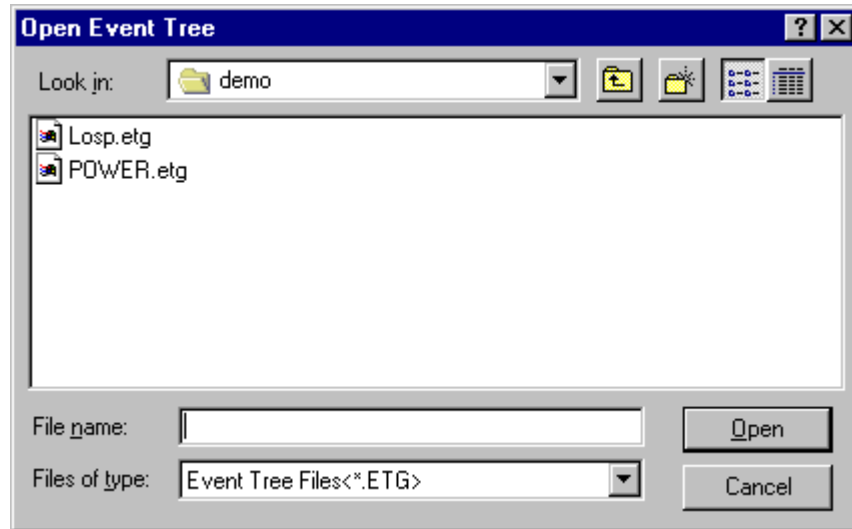 Open Event Tree
Look in: demo
Losp.etg
POWER.etg
File name:
Open
Files of type: Event Tree Files<*.ETG>
Cancel